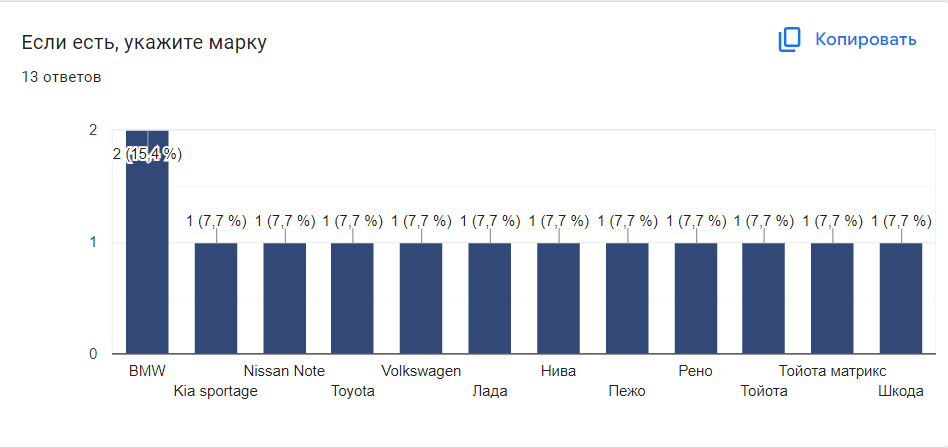 Если есть, укажите марку
Копировать
13 ответов
2
2 (15,4 %)
1 (7,7 %) 1 (7,7 %) 1 (7,7 %) 1 (7,7 %) 1 (7,7 %) 1 (7,7 %) 1 (7,7 %) 1 (7,7 %) 1 (7,7 %) 1 (7,7 %) 1 (7,7 %)
1
0
BMW Nissan Note Volkswagen Нива Рено Тойота матрикс
Kia sportage Toyota Лада Пежо Тойота Шкода